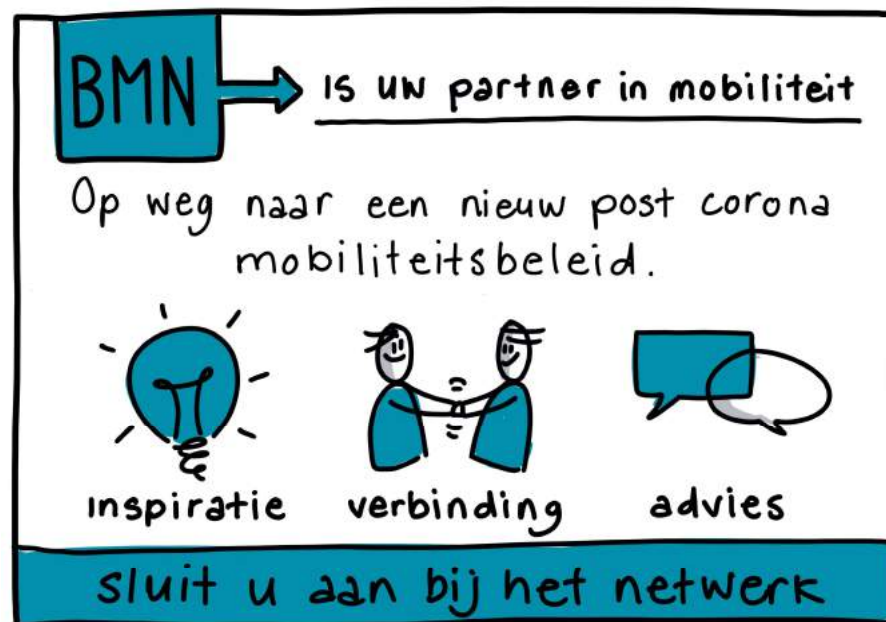 BMN is uw partner in mobiliteit
Op weg naar een nieuw post corona
mobiliteitsbeleid.
inspiratie verbinding advies
sluit u aan bij het netwerk